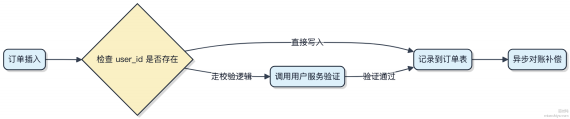 订单插入
检查 user_id 是否存在
直接写入
走校验逻辑
调用用户服务验证
验证通过
记录到订单表
异步对账补偿